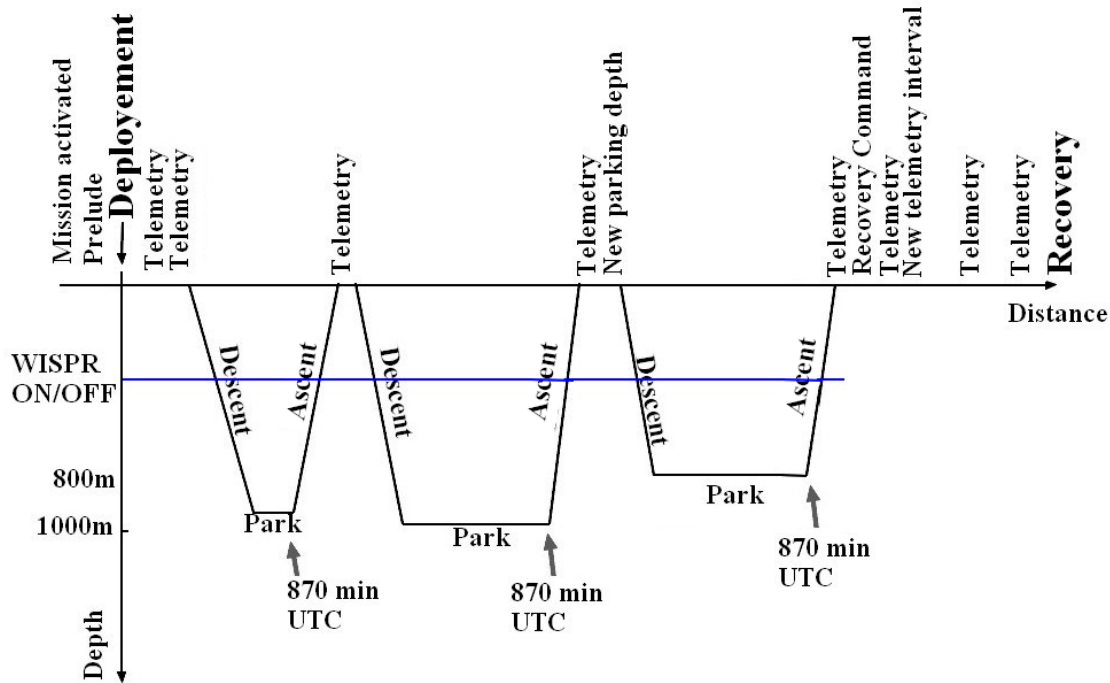 Mission activated
Prelude
Deployement
Telemetry
Telemetry
Telemetry
Telemetry
New parking depth
Telemetry
Recovery Command
Telemetry
New telemetry interval
Telemetry
Telemetry
Recovery
Distance
WISPR
ON/OFF
Descent
Ascent
Descent
Ascent
Descent
Ascent
800m
1000m
Park
Park
Park
870 min
UTC
870 min
UTC
870 min
UTC
Depth